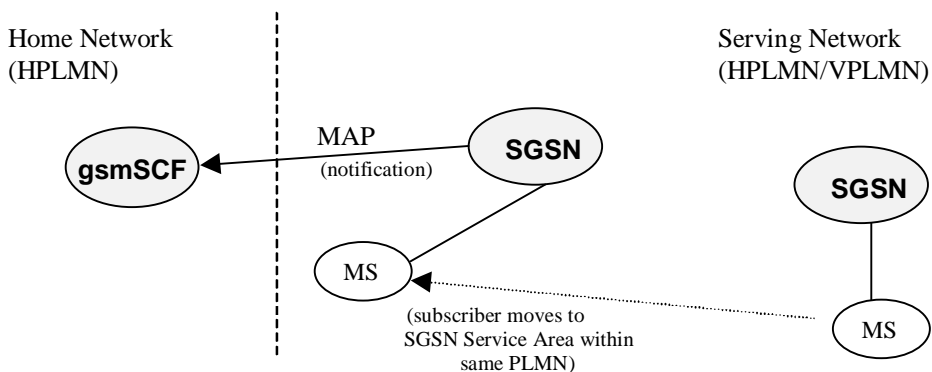 Home Network
(HPLMN)
Serving Network
(HPLMN/VPLMN)
MAP
(notification)
gsmSCF
SGSN
SGSN
MS
(subscriber moves to
SGSN Service Area within
same PLMN)
MS